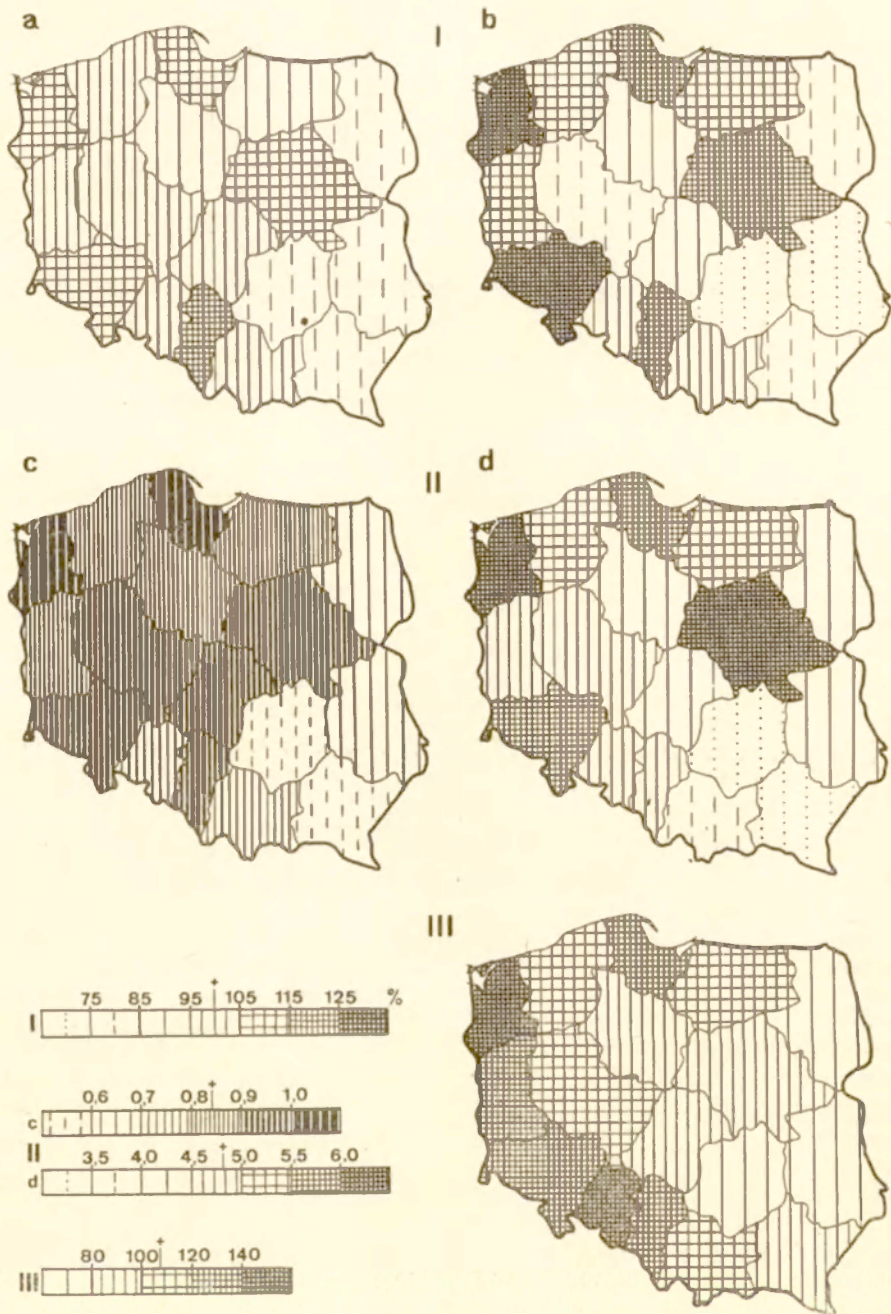 a I b
c II d
III
75 85 95 + 105 115 125 %
I
0,6 0,7 0,8 + 0,9 1,0
c
II
3,5 4,0 4,5 + 5,0 5,5 6,0
d
80 100 + 120 140
III